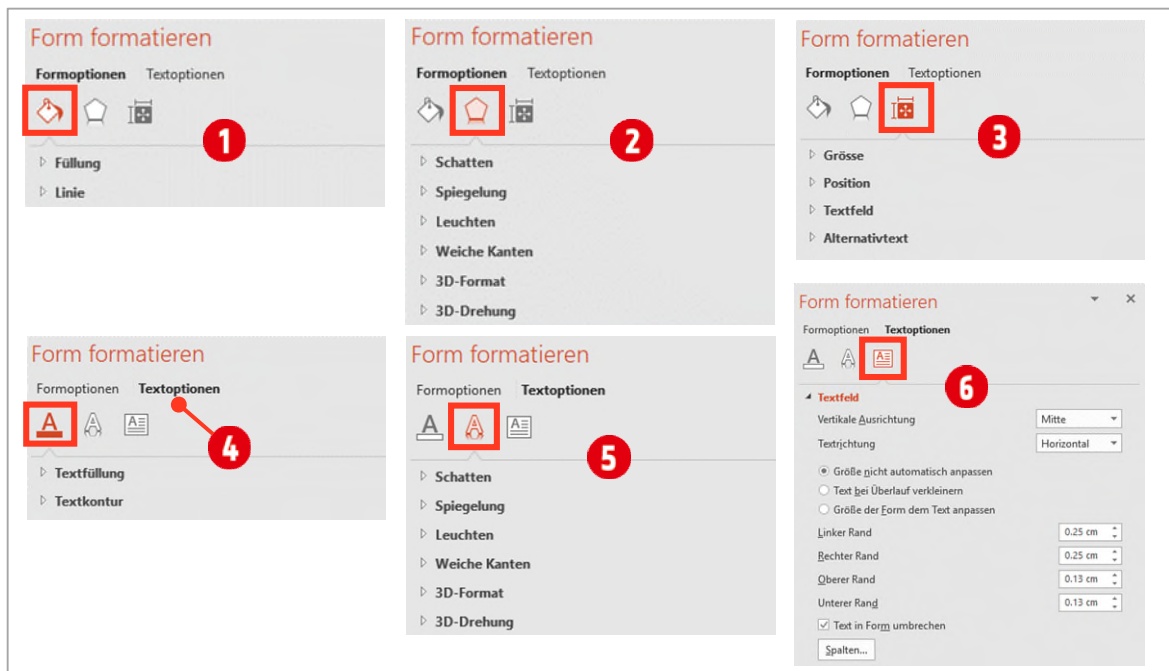 Form formatieren
Formoptionen Textoptionen
1
Füllung
Linie
Form formatieren
Formoptionen Textoptionen
2
Schatten
Spiegelung
Leuchten
Weiche Kanten
3D-Format
3D-Drehung
Form formatieren
Formoptionen Textoptionen
3
Grösse
Position
Textfeld
Alternativtext
Form formatieren
Formoptionen Textoptionen
A A A
4
Textfüllung
Textkontur
Form formatieren
Formoptionen Textoptionen
A A A
5
Schatten
Spiegelung
Leuchten
Weiche Kanten
3D-Format
3D-Drehung
Form formatieren
Formoptionen Textoptionen
A A A
6
Textfeld
Vertikale Ausrichtung Mitte
Textrichtung Horizontal
Größe nicht automatisch anpassen
Text bei Überlauf verkleinern
Größe der Form dem Text anpassen
Linker Rand 0.25 cm
Rechter Rand 0.25 cm
Oberer Rand 0.13 cm
Unterer Rand 0.13 cm
Text in Form umbrechen
Spalten...